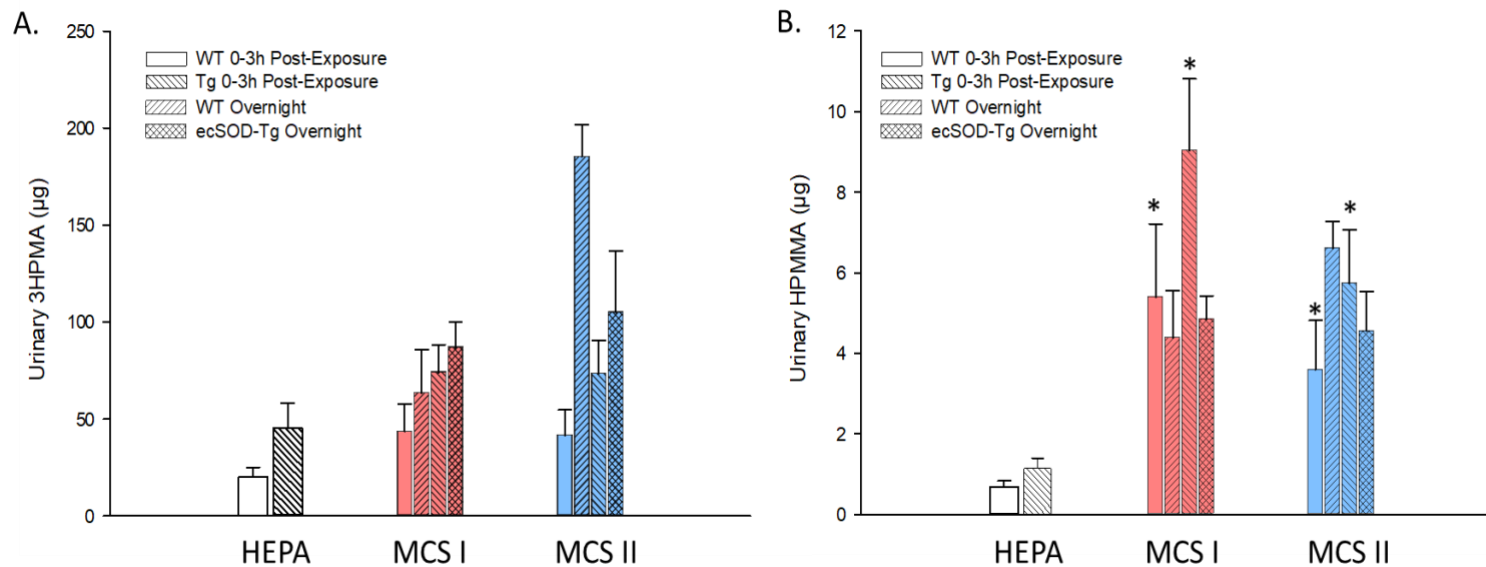 A.
Urinary 3HPMA (µg)
250
200
150
100
50
0
WT 0-3h Post-Exposure
Tg 0-3h Post-Exposure
WT Overnight
ecSOD-Tg Overnight
HEPA MCS I MCS II
B.
Urinary HPMMA (µg)
12
10
8
6
4
2
0
WT 0-3h Post-Exposure
Tg 0-3h Post-Exposure
WT Overnight
ecSOD-Tg Overnight
*
*
*
*
HEPA MCS I MCS II